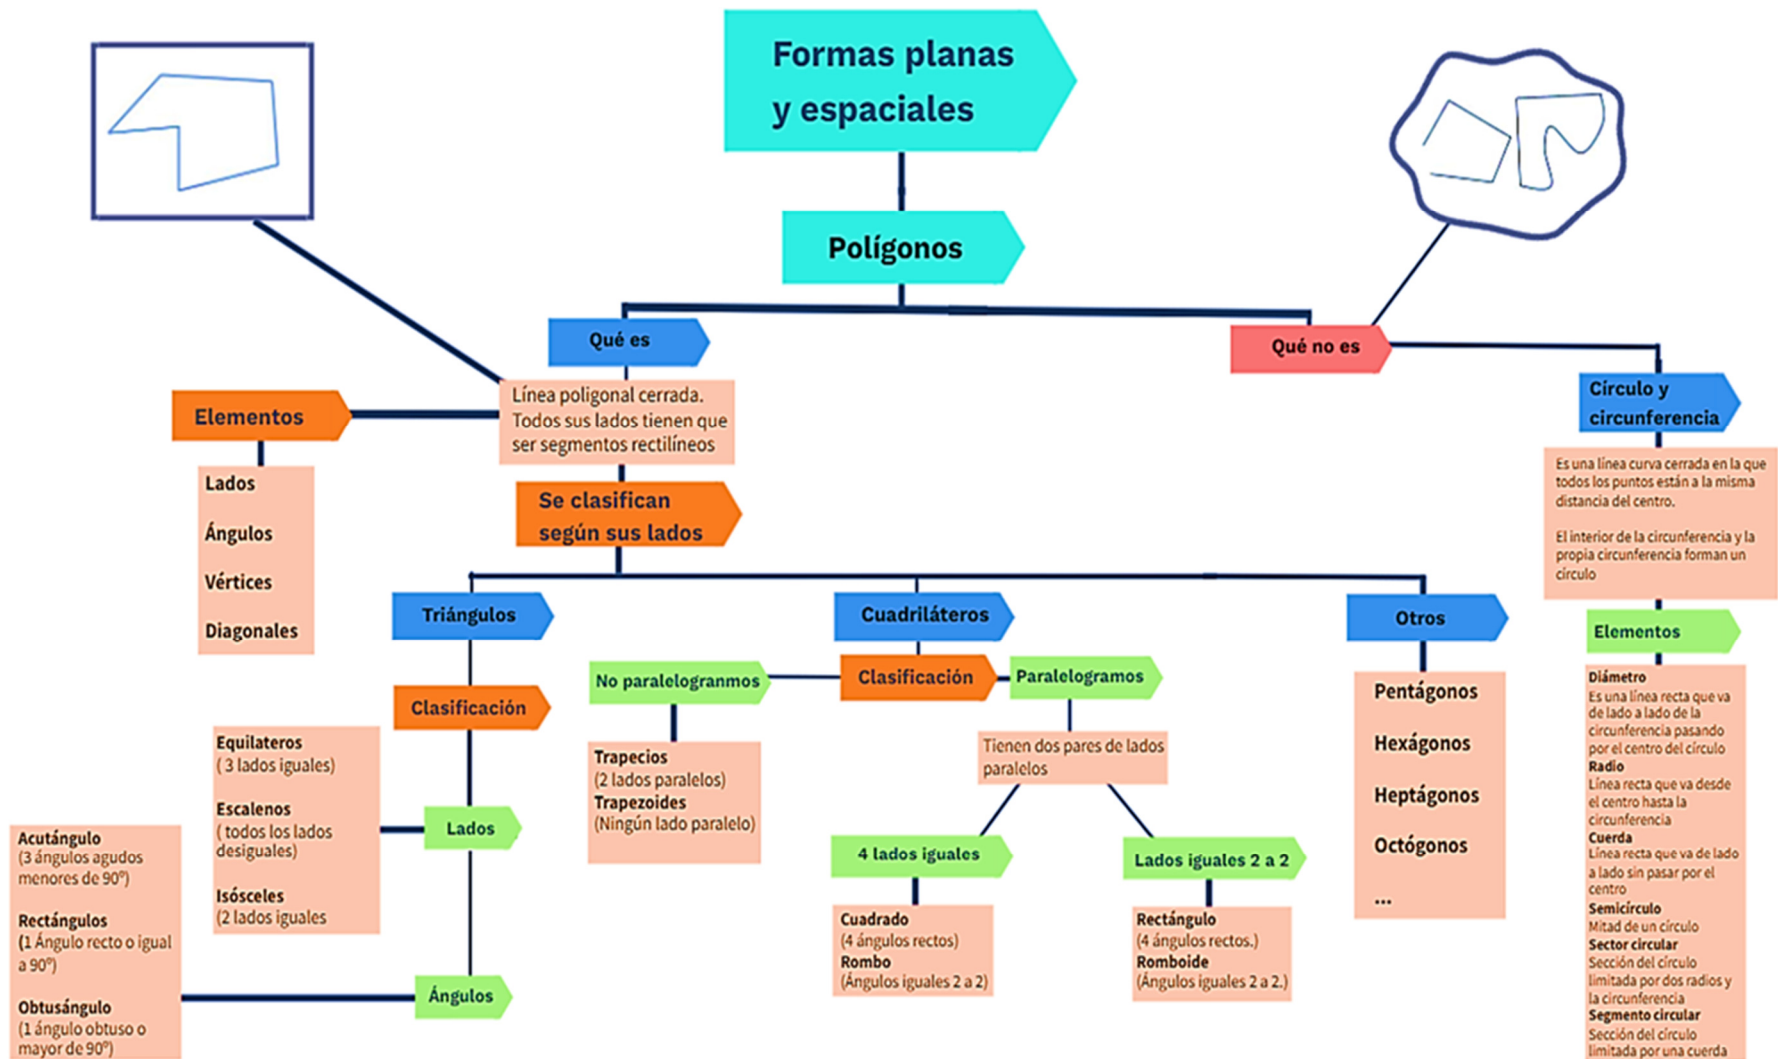 Formas planas
y espaciales
Polígonos
Qué es
Línea poligonal cerrada.
Todos sus lados tienen que
ser segmentos rectilíneos
Elementos
Lados
Ángulos
Vértices
Diagonales
Se clasifican
según sus lados
Triángulos
Clasificación
Lados
Equilateros
( 3 lados iguales)
Escalenos
( todos los lados
desiguales)
Isósceles
(2 lados iguales
Ángulos
Acutángulo
(3 ángulos agudos
menores de 90º)
Rectángulos
(1 Ángulo recto o igual
a 90º)
Obtusángulo
(1 ángulo obtuso o
mayor de 90º)
Cuadriláteros
Clasificación
No paralelogranmos
Trapecios
(2 lados paralelos)
Trapezoides
(Ningún lado paralelo)
Paralelogramos
Tienen dos pares de lados
paralelos
4 lados iguales
Cuadrado
(4 ángulos rectos)
Rombo
(Ángulos iguales 2 a 2)
Lados iguales 2 a 2
Rectángulo
(4 ángulos rectos.)
Romboide
(Ángulos iguales 2 a 2.)
Otros
Pentágonos
Hexágonos
Heptágonos
Octógonos
...
Qué no es
Círculo y
circunferencia
Es una línea curva cerrada en la que
todos los puntos están a la misma
distancia del centro.
El interior de la circunferencia y la
propia circunferencia forman un
círculo
Elementos
Diámetro
Es una línea recta que va
de lado a lado de la
circunferencia pasando
por el centro del círculo
Radio
Línea recta que va desde
el centro hasta la
circunferencia
Cuerda
Línea recta que va de lado
a lado sin pasar por el
centro
Semicírculo
Mitad de un círculo
Sector circular
Sección del círculo
limitada por dos radios y
la circunferencia
Segmento circular
Sección del círculo
limitada por una cuerda